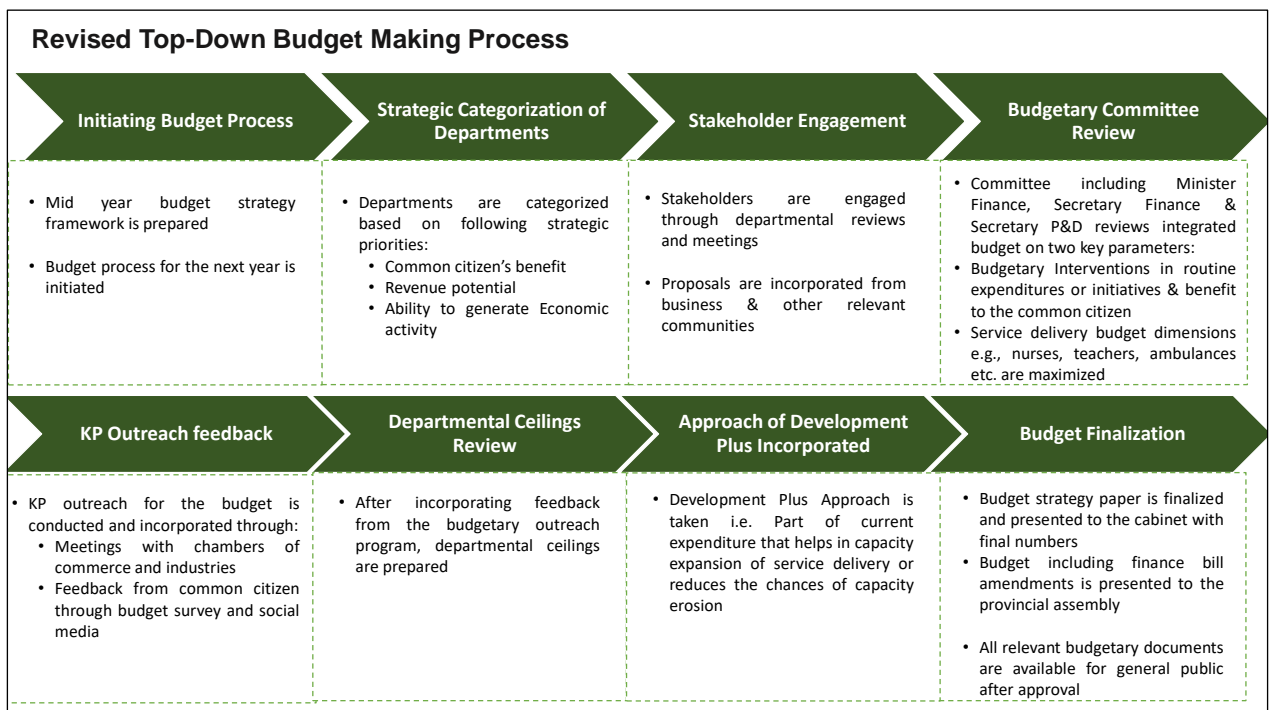 Revised Top-Down Budget Making Process
Initiating Budget Process
• Mid year budget strategy
framework is prepared
• Budget process for the next year is
initiated
Strategic Categorization of
Departments
• Departments are categorized
based on following strategic
priorities:
• Common citizen's benefit
• Revenue potential
• Ability to generate Economic
activity
Stakeholder Engagement
• Stakeholders are engaged
through departmental reviews
and meetings
• Proposals are incorporated from
business & other relevant
communities
Budgetary Committee
Review
• Committee including Minister
Finance, Secretary Finance &
Secretary P&D reviews integrated
budget on two key parameters:
• Budgetary Interventions in routine
expenditures or initiatives & benefit
to the common citizen
• Service delivery budget dimensions
e.g., nurses, teachers, ambulances
etc. are maximized
KP Outreach feedback
• KP outreach for the budget is
conducted and incorporated through:
• Meetings with chambers of
commerce and industries
• Feedback from common citizen
through budget survey and social
media
Departmental Ceilings
Review
• After incorporating feedback
from the budgetary outreach
program, departmental ceilings
are prepared
Approach of Development
Plus Incorporated
• Development Plus Approach is
taken i.e. Part of current
expenditure that helps in capacity
expansion of service delivery or
reduces the chances of capacity
erosion
Budget Finalization
• Budget strategy paper is finalized
and presented to the cabinet with
final numbers
• Budget including finance bill
amendments is presented to the
provincial assembly
• All relevant budgetary documents
are available for general public
after approval